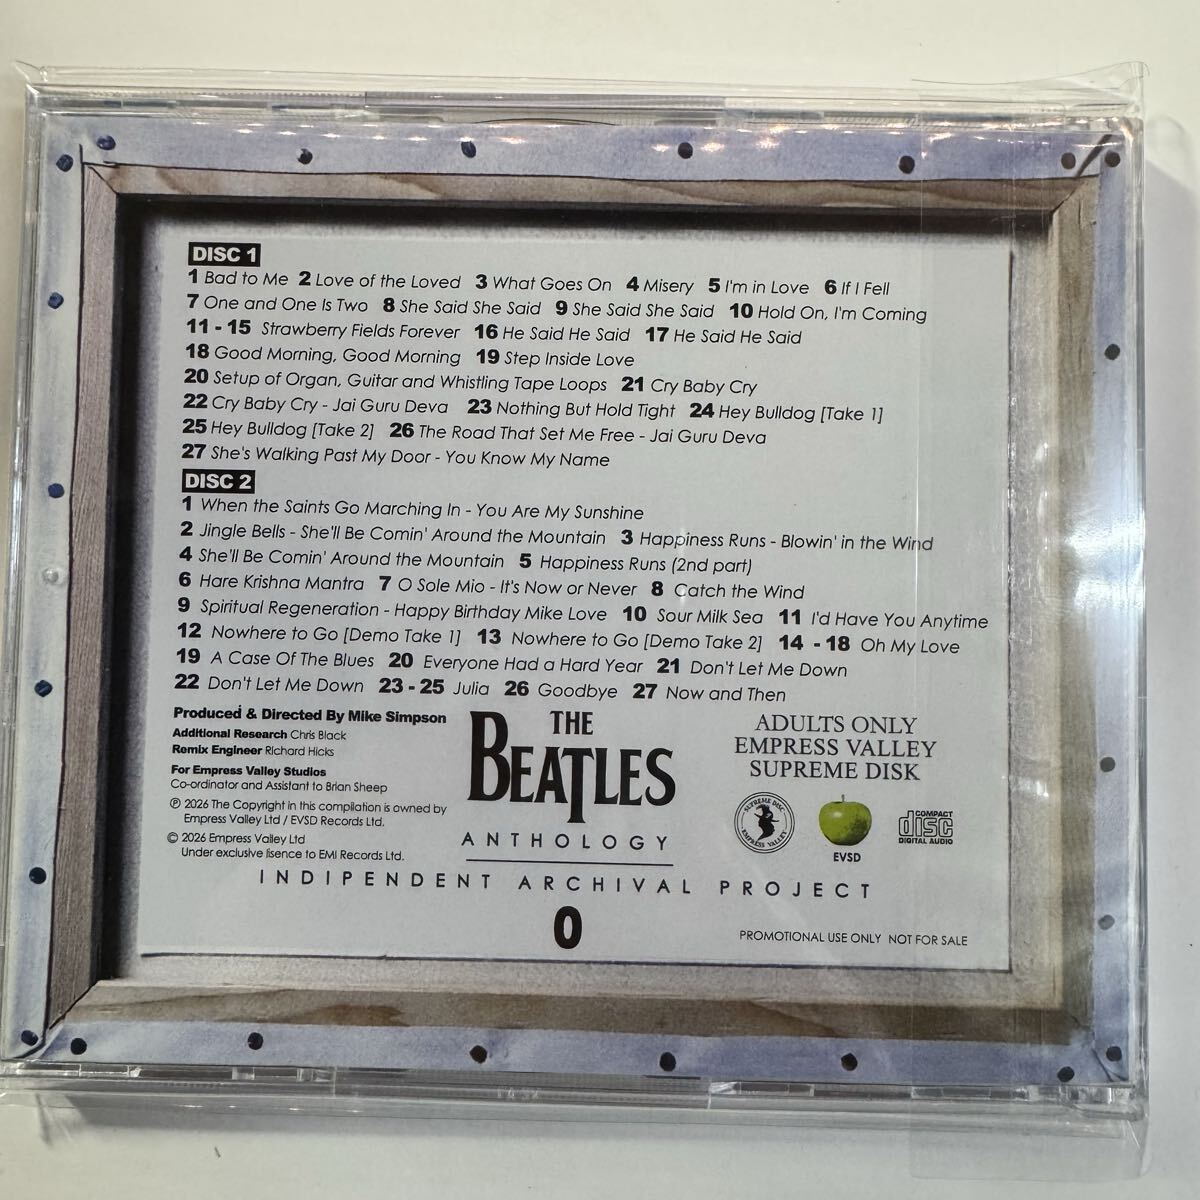 DISC 1
1 Bad to Me 2 Love of the Loved 3 What Goes On 4 Misery 5 I'm in Love 6 If I Fell
7 One and One Is Two 8 She Said She Said 9 She Said She Said 10 Hold On, I'm Coming
11 - 15 Strawberry Fields Forever 16 He Said He Said 17 He Said He Said
18 Good Morning, Good Morning 19 Step Inside Love
20 Setup of Organ, Guitar and Whistling Tape Loops 21 Cry Baby Cry
22 Cry Baby Cry - Jai Guru Deva 23 Nothing But Hold Tight 24 Hey Bulldog [Take 1]
25 Hey Bulldog [Take 2] 26 The Road That Set Me Free - Jai Guru Deva
27 She's Walking Past My Door - You Know My Name
DISC 2
1 When the Saints Go Marching In - You Are My Sunshine
2 Jingle Bells - She'll Be Comin' Around the Mountain 3 Happiness Runs - Blowin' in the Wind
4 She'll Be Comin' Around the Mountain 5 Happiness Runs (2nd part)
6 Hare Krishna Mantra 7 O Sole Mio - It's Now or Never 8 Catch the Wind
9 Spiritual Regeneration - Happy Birthday Mike Love 10 Sour Milk Sea 11 I'd Have You Anytime
12 Nowhere to Go [Demo Take 1] 13 Nowhere to Go [Demo Take 2] 14 - 18 Oh My Love
19 A Case Of The Blues 20 Everyone Had a Hard Year 21 Don't Let Me Down
22 Don't Let Me Down 23 - 25 Julia 26 Goodbye 27 Now and Then
Produced & Directed By Mike Simpson
Additional Research Chris Black
Remix Engineer Richard Hicks
For Empress Valley Studios
Co-ordinator and Assistant to Brian Sheep
℗ 2026 The Copyright in this compilation is owned by
Empress Valley Ltd / EVSD Records Ltd.
© 2026 Empress Valley Ltd
Under exclusive lisence to EMI Records Ltd.
THE
BEATLES
ANTHOLOGY
INDIPENDENT ARCHIVAL PROJECT
0
ADULTS ONLY
EMPRESS VALLEY
SUPREME DISK
SUPREME DISC
EMPRESS VALLEY
EVSD
COMPACT
disc
DIGITAL AUDIO
PROMOTIONAL USE ONLY NOT FOR SALE